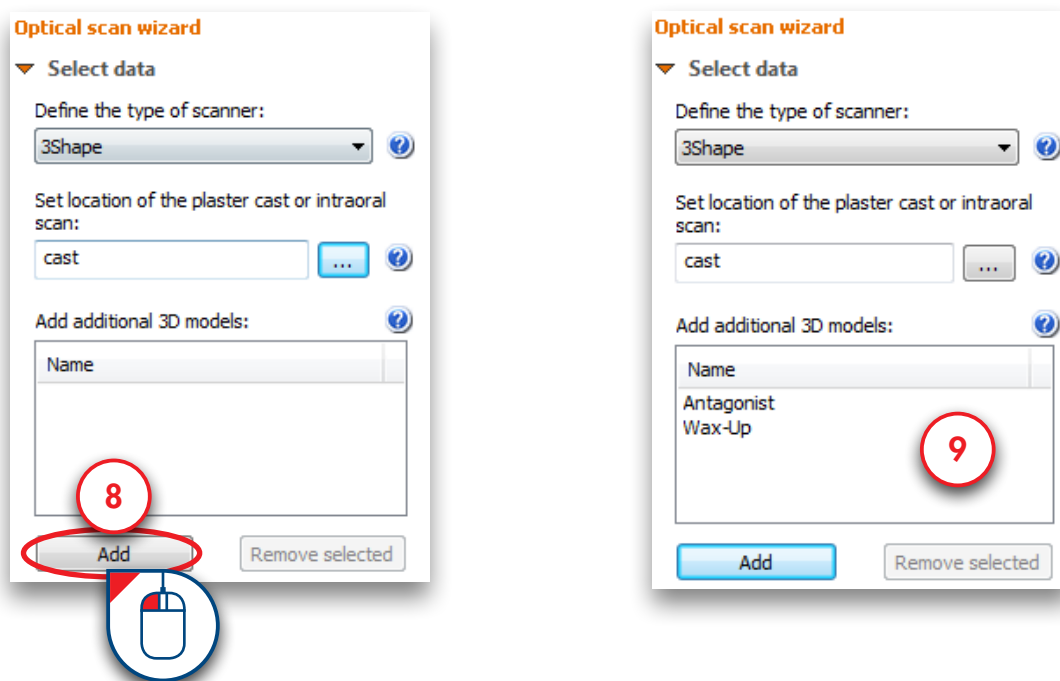 Optical scan wizard
Select data
Define the type of scanner:
3Shape
?
Set location of the plaster cast or intraoral
scan:
cast
...
?
Add additional 3D models:
?
Name
8
Add
Remove selected
Optical scan wizard
Select data
Define the type of scanner:
3Shape
?
Set location of the plaster cast or intraoral
scan:
cast
...
?
Add additional 3D models:
?
Name
Antagonist
Wax-Up
9
Add
Remove selected